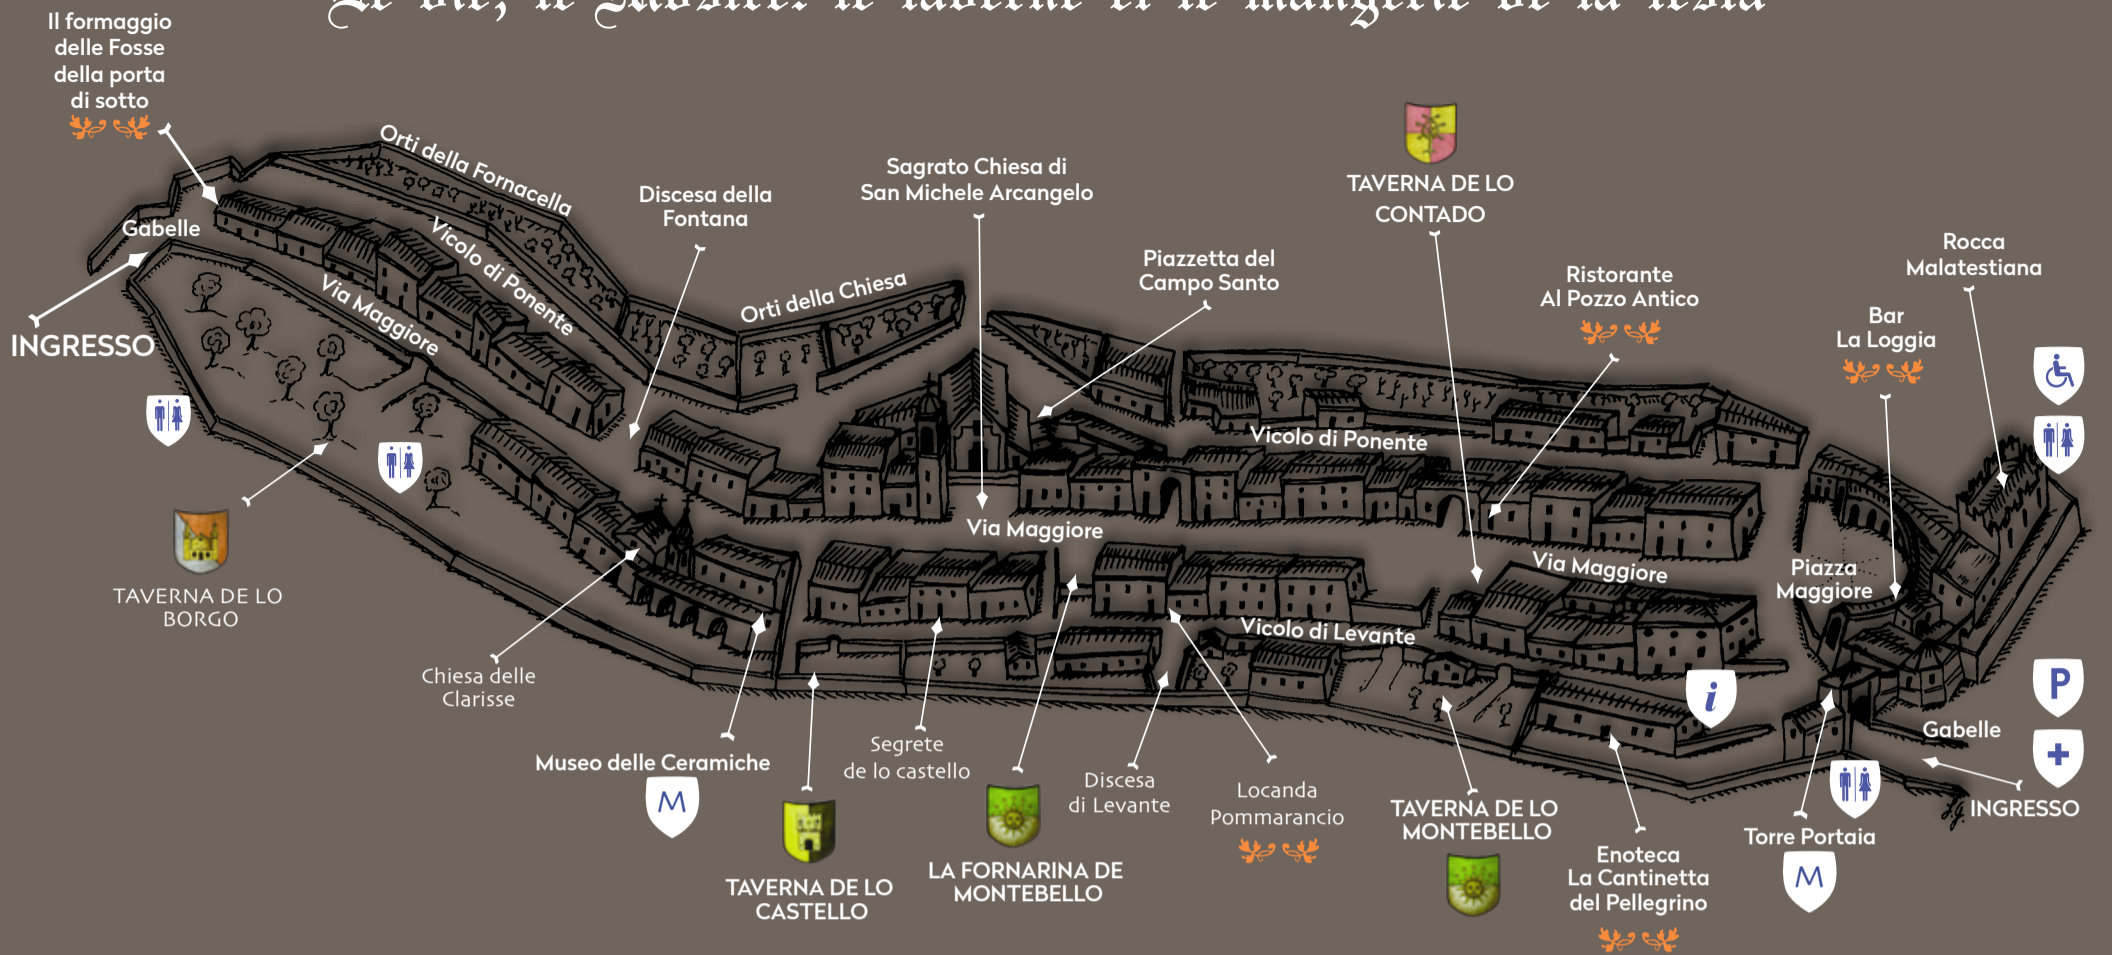 Il formaggio
delle Fosse
della porta
di sotto
Orti della Fornacella
Gabelle
Vicolo di Ponente
Via Maggiore
INGRESSO
Discesa della
Fontana
Orti della Chiesa
Sagrato Chiesa di
San Michele Arcangelo
Piazzetta del
Campo Santo
TAVERNA DE LO
CONTADO
Ristorante
Al Pozzo Antico
Bar
La Loggia
Rocca
Malatestiana
Vicolo di Ponente
Via Maggiore
Via Maggiore
Piazza
Maggiore
Vicolo di Levante
TAVERNA DE LO
BORGO
Chiesa delle
Clarisse
Museo delle Ceramiche
M
TAVERNA DE LO
CASTELLO
Segrete
de lo castello
LA FORNARINA DE
MONTEBELLO
Discesa
di Levante
Locanda
Pommarancio
TAVERNA DE LO
MONTEBELLO
Enoteca
La Cantinetta
del Pellegrino
i
Torre Portaia
M
Gabelle
INGRESSO
P